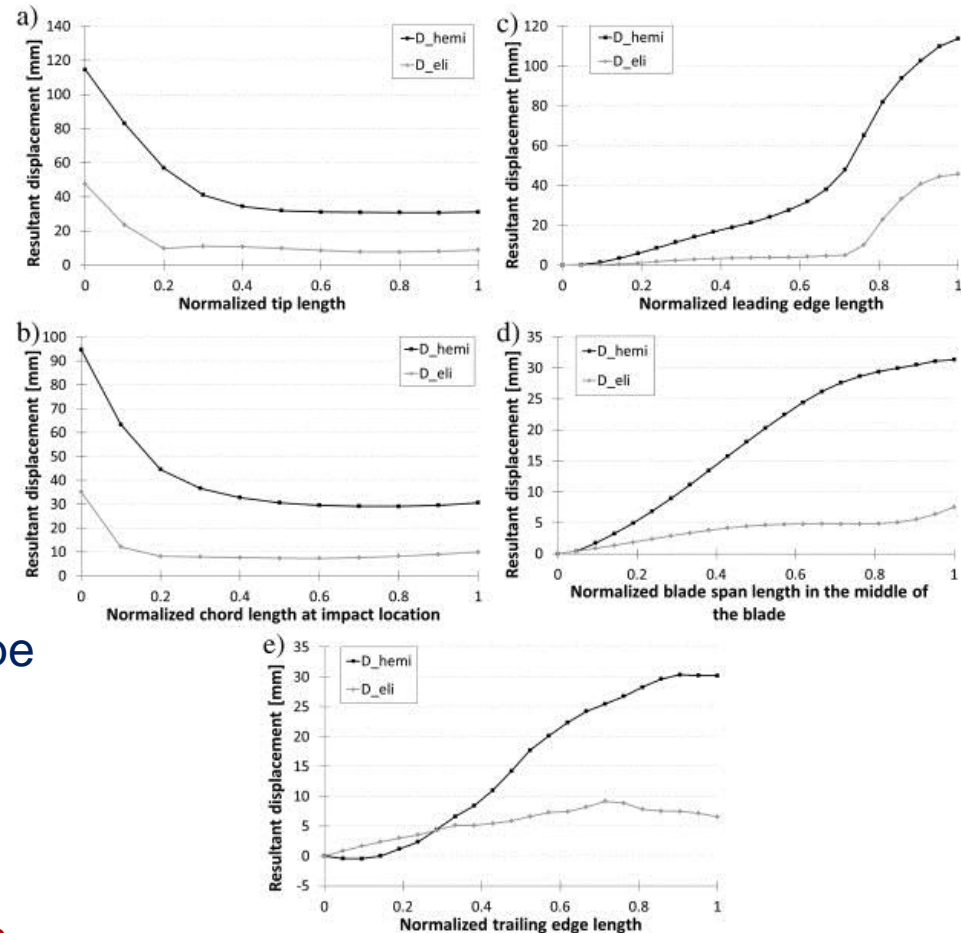 a)
Resultant displacement [mm]
140
120
100
80
60
40
20
0
D_hemi
D_eli
0 0.2 0.4 0.6 0.8 1
Normalized tip length
c)
Resultant displacement [mm]
120
100
80
60
40
20
0
D_hemi
D_eli
0 0.2 0.4 0.6 0.8 1
Normalized leading edge length
b)
Resultant displacement [mm]
100
90
80
70
60
50
40
30
20
10
0
D_hemi
D_eli
0 0.2 0.4 0.6 0.8 1
Normalized chord length at impact location
d)
Resultant displacement [mm]
35
30
25
20
15
10
5
0
D_hemi
D_eli
0 0.2 0.4 0.6 0.8 1
Normalized blade span length in the middle of
the blade
e)
Resultant displacement [mm]
35
30
25
20
15
10
5
0
-5
D_hemi
D_eli
0 0.2 0.4 0.6 0.8 1
Normalized trailing edge length